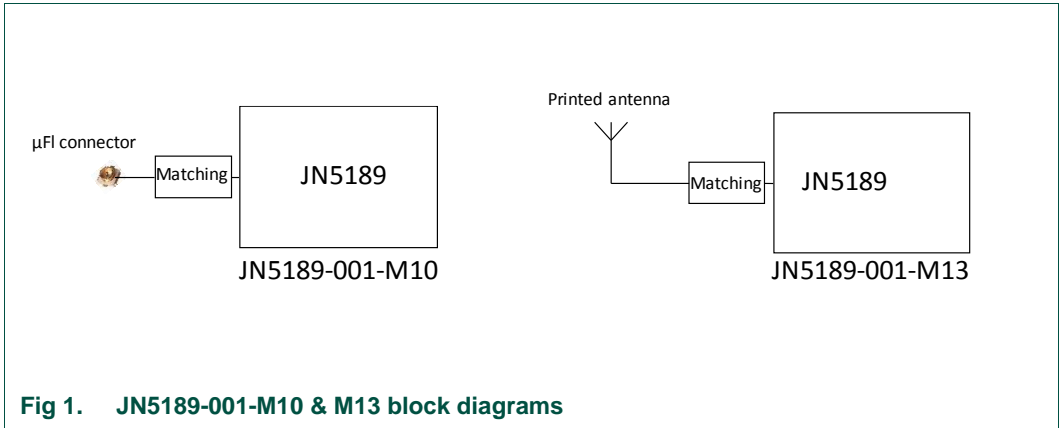 µFl connector
Matching
JN5189
JN5189-001-M10
Printed antenna
Matching
JN5189
JN5189-001-M13
Fig 1. JN5189-001-M10 & M13 block diagrams